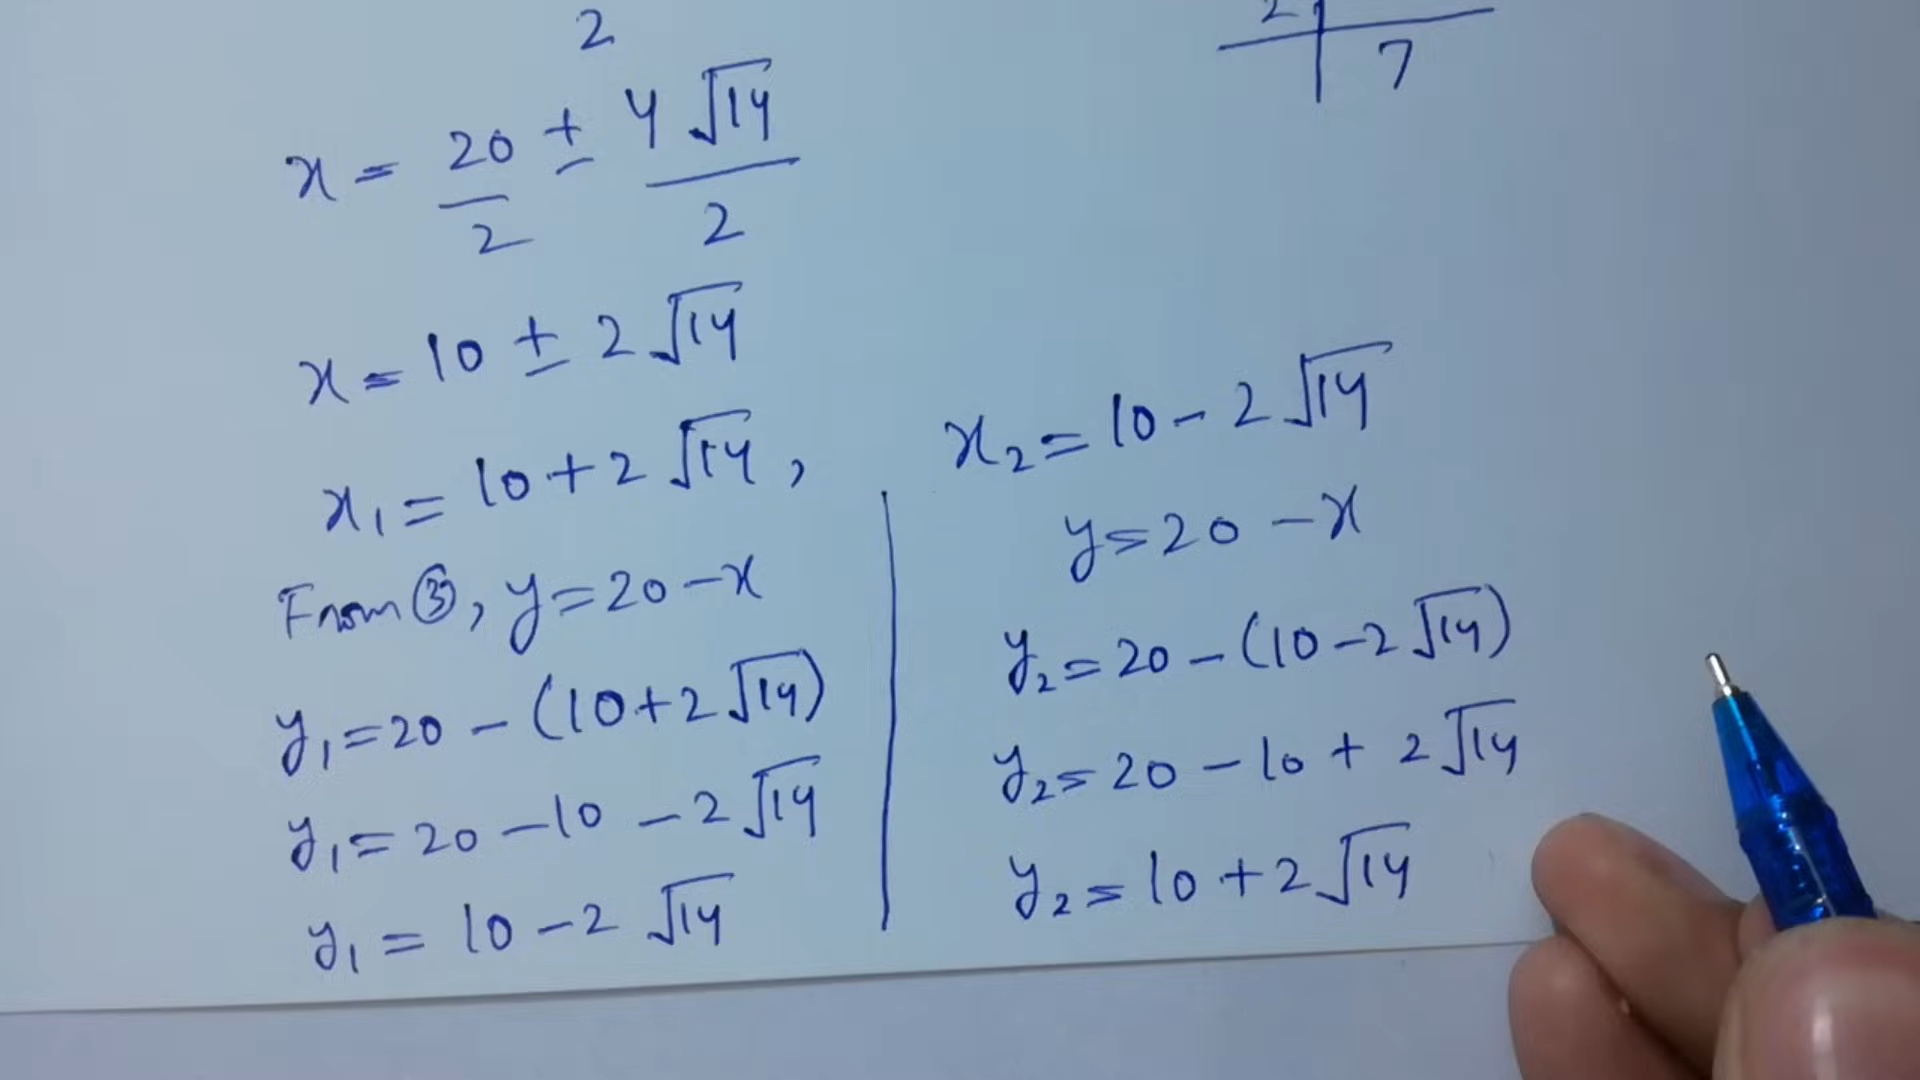 2
2 | 7
x = 20/2 ± 4√14/2
x = 10 ± 2√14
x₁ = 10 + 2√14,
From ③, y = 20 - x
y₁ = 20 - (10 + 2√14)
y₁ = 20 - 10 - 2√14
y₁ = 10 - 2√14
x₂ = 10 - 2√14
y = 20 - x
y₂ = 20 - (10 - 2√14)
y₂ = 20 - 10 + 2√14
y₂ = 10 + 2√14